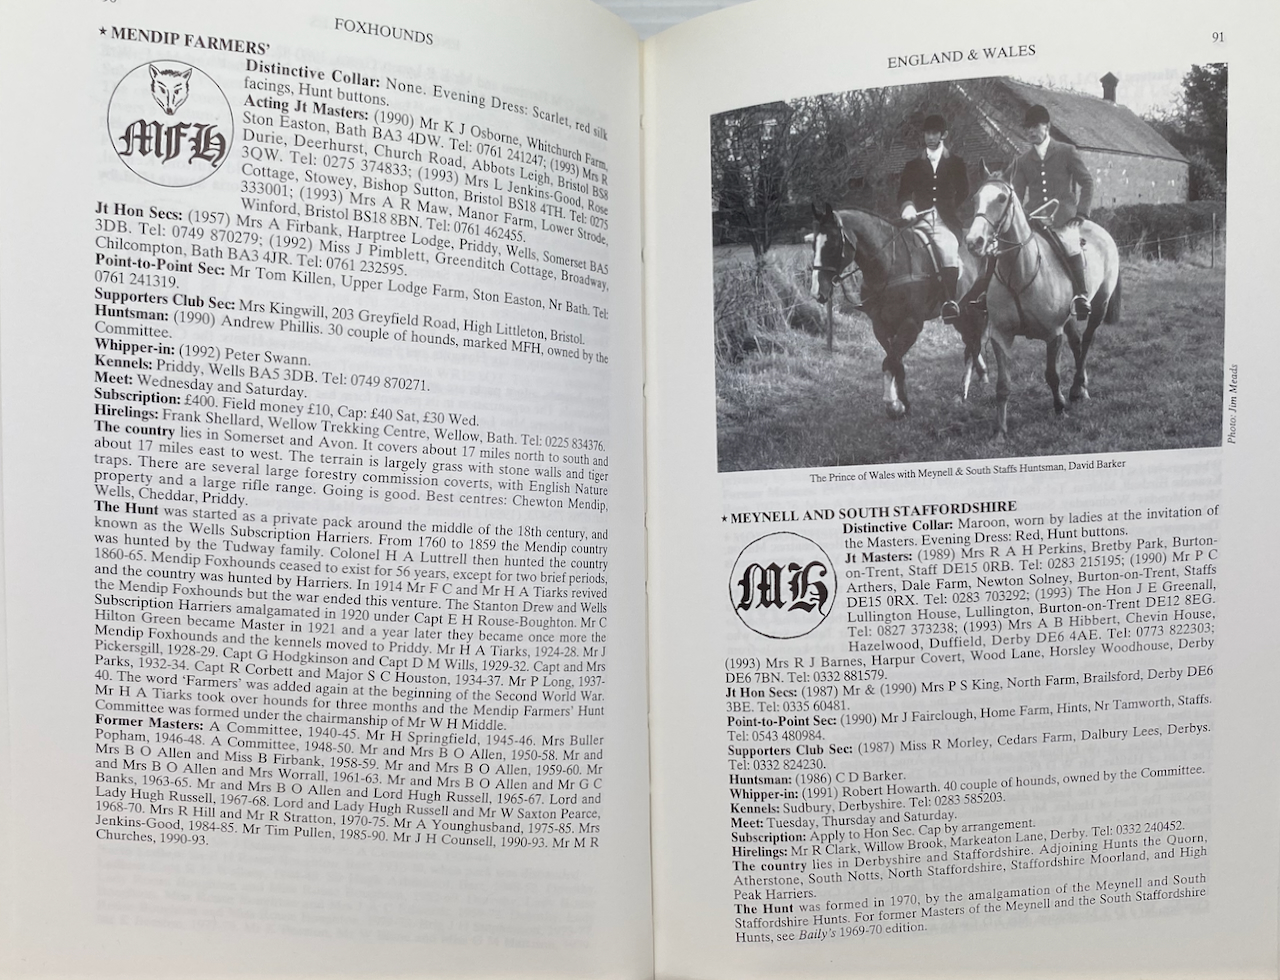 FOXHOUNDS
★ MENDIP FARMERS'
MFH
Distinctive Collar: None. Evening Dress: Scarlet, red silk
facings, Hunt buttons.
Acting Jt Masters: (1990) Mr K J Osborne, Whitchurch Farm,
Ston Easton, Bath BA3 4DW. Tel: 0761 241247; (1993) Mrs R
Durie, Deerhurst, Church Road, Abbots Leigh, Bristol BS8
3QW. Tel: 0275 374833; (1993) Mrs L Jenkins-Good, Rose
Cottage, Stowey, Bishop Sutton, Bristol BS18 4TH. Tel: 0275
333001; (1993) Mrs A R Maw, Manor Farm, Lower Strode,
Winford, Bristol BS18 8BN. Tel: 0761 462455.
Jt Hon Secs: (1957) Mrs A Firbank, Harptree Lodge, Priddy, Wells, Somerset BA5
3DB. Tel: 0749 870279; (1992) Miss J Pimblett, Greenditch Cottage, Broadway,
Chilcompton, Bath BA3 4JR. Tel: 0761 232595.
Point-to-Point Sec: Mr Tom Killen, Upper Lodge Farm, Ston Easton, Nr Bath. Tel:
0761 241319.
Supporters Club Sec: Mrs Kingwill, 203 Greyfield Road, High Littleton, Bristol.
Huntsman: (1990) Andrew Phillis. 30 couple of hounds, marked MFH, owned by the
Committee.
Whipper-in: (1992) Peter Swann.
Kennels: Priddy, Wells BA5 3DB. Tel: 0749 870271.
Meet: Wednesday and Saturday.
Subscription: £400. Field money £10, Cap: £40 Sat, £30 Wed.
Hirelings: Frank Shellard, Wellow Trekking Centre, Wellow, Bath. Tel: 0225 834376.
The country lies in Somerset and Avon. It covers about 17 miles north to south and
about 17 miles east to west. The terrain is largely grass with stone walls and tiger
traps. There are several large forestry commission coverts, with English Nature
property and a large rifle range. Going is good. Best centres: Chewton Mendip,
Wells, Cheddar, Priddy.
The Hunt was started as a private pack around the middle of the 18th century, and
known as the Wells Subscription Harriers. From 1760 to 1859 the Mendip country
was hunted by the Tudway family. Colonel H A Luttrell then hunted the country
1860-65. Mendip Foxhounds ceased to exist for 56 years, except for two brief periods,
and the country was hunted by Harriers. In 1914 Mr F C and Mr H A Tiarks revived
the Mendip Foxhounds but the war ended this venture. The Stanton Drew and Wells
Subscription Harriers amalgamated in 1920 under Capt E H Rouse-Boughton. Mr C
Hilton Green became Master in 1921 and a year later they became once more the
Mendip Foxhounds and the kennels moved to Priddy. Mr H A Tiarks, 1924-28. Mr J
Pickersgill, 1928-29. Capt G Hodgkinson and Capt D M Wills, 1929-32. Capt and Mrs
Parks, 1932-34. Capt R Corbett and Major S C Houston, 1934-37. Mr P Long, 1937-
40. The word 'Farmers' was added again at the beginning of the Second World War.
Mr H A Tiarks took over hounds for three months and the Mendip Farmers' Hunt
Committee was formed under the chairmanship of Mr W H Middle.
Former Masters: A Committee, 1940-45. Mr H Springfield, 1945-46. Mrs Buller
Popham, 1946-48. A Committee, 1948-50. Mr and Mrs B O Allen, 1950-58. Mr and
Mrs B O Allen and Miss B Firbank, 1958-59. Mr and Mrs B O Allen, 1959-60. Mr
and Mrs B O Allen and Mrs Worrall, 1961-63. Mr and Mrs B O Allen and Mr G C
Banks, 1963-65. Mr and Mrs B O Allen and Lord Hugh Russell, 1965-67. Lord and
Lady Hugh Russell, 1967-68. Lord and Lady Hugh Russell and Mr W Saxton Pearce,
1968-70. Mrs R Hill and Mr R Stratton, 1970-75. Mr A Younghusband, 1975-85. Mrs
Jenkins-Good, 1984-85. Mr Tim Pullen, 1985-90. Mr J H Counsell, 1990-93. Mr M R
Churches, 1990-93.
91
ENGLAND & WALES
Photo: Jim Meads
The Prince of Wales with Meynell & South Staffs Huntsman, David Barker
★ MEYNELL AND SOUTH STAFFORDSHIRE
MH
Distinctive Collar: Maroon, worn by ladies at the invitation of
the Masters. Evening Dress: Red, Hunt buttons.
Jt Masters: (1989) Mrs R A H Perkins, Bretby Park, Burton-
on-Trent, Staff DE15 0RB. Tel: 0283 215195; (1990) Mr P C
Arthers, Dale Farm, Newton Solney, Burton-on-Trent, Staffs
DE15 0RX. Tel: 0283 703292; (1993) The Hon J E Greenall,
Lullington House, Lullington, Burton-on-Trent DE12 8EG.
Tel: 0827 373238; (1993) Mrs A B Hibbert, Chevin House,
Hazelwood, Duffield, Derby DE6 4AE. Tel: 0773 822303;
(1993) Mrs R J Barnes, Harpur Covert, Wood Lane, Horsley Woodhouse, Derby
DE6 7BN. Tel: 0332 881579.
Jt Hon Secs: (1987) Mr & (1990) Mrs P S King, North Farm, Brailsford, Derby DE6
3BE. Tel: 0335 60481.
Point-to-Point Sec: (1990) Mr J Fairclough, Home Farm, Hints, Nr Tamworth, Staffs.
Tel: 0543 480984.
Supporters Club Sec: (1987) Miss R Morley, Cedars Farm, Dalbury Lees, Derbys.
Tel: 0332 824230.
Huntsman: (1986) C D Barker.
Whipper-in: (1991) Robert Howarth. 40 couple of hounds, owned by the Committee.
Kennels: Sudbury, Derbyshire. Tel: 0283 585203.
Meet: Tuesday, Thursday and Saturday.
Subscription: Apply to Hon Sec. Cap by arrangement.
Hirelings: Mr R Clark, Willow Brook, Markeaton Lane, Derby. Tel: 0332 240452.
The country lies in Derbyshire and Staffordshire. Adjoining Hunts the Quorn,
Atherstone, South Notts, North Staffordshire, Staffordshire Moorland, and High
Peak Harriers.
The Hunt was formed in 1970, by the amalgamation of the Meynell and South
Staffordshire Hunts. For former Masters of the Meynell and the South Staffordshire
Hunts, see Baily's 1969-70 edition.